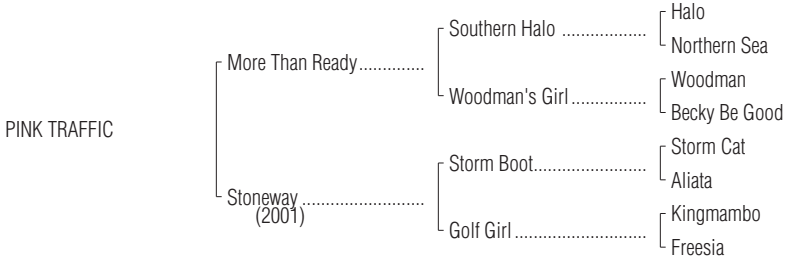 Halo
Southern Halo ..................
Northern Sea
More Than Ready..............
Woodman
Woodman's Girl................
Becky Be Good
PINK TRAFFIC
Storm Cat
Storm Boot........................
Aliata
Stoneway ..........................
(2001)
Kingmambo
Golf Girl............................
Freesia